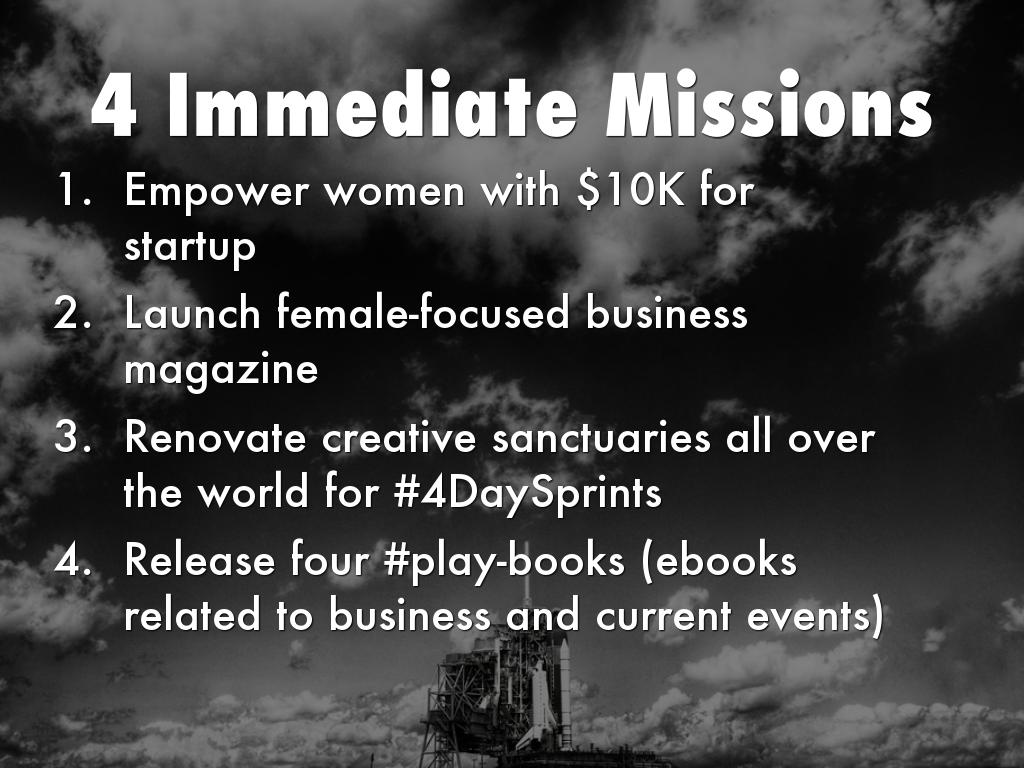 4 Immediate Missions
1. Empower women with $10K for
startup
2. Launch female-focused business
magazine
3. Renovate creative sanctuaries all over
the world for #4DaySprints
4. Release four #play-books (ebooks
related to business and current events)